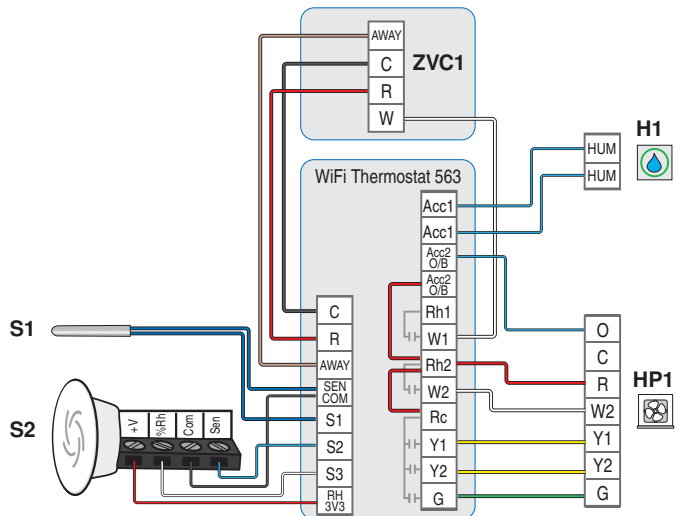 AWAY
C
ZVC1
R
W
H1
HUM
HUM
WiFi Thermostat 563
Acc1
Acc1
Acc2
O/B
Acc2
O/B
Rh1
W1
Rh2
W2
Rc
Y1
Y2
G
C
R
AWAY
SEN
COM
S1
S2
S3
RH
3V3
S1
S2
+V
%Rh
Com
Sen
O
C
R
W2
Y1
Y2
G
HP1